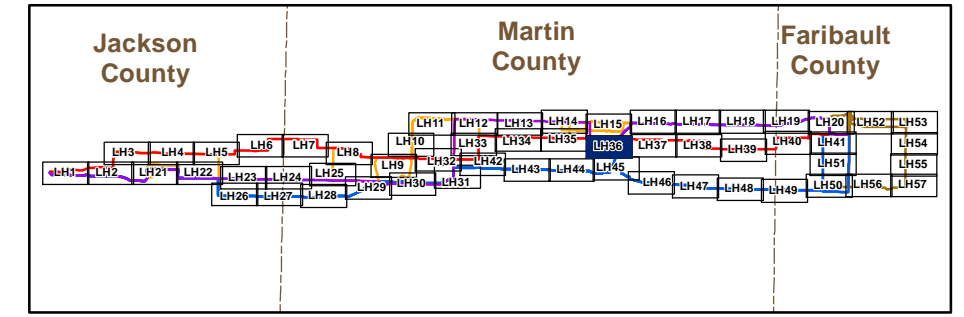 Jackson
County
Martin
County
Faribault
County
LH11
LH12
LH13
LH14
LH15
LH16
LH17
LH18
LH19
LH20
LH52
LH53
LH3
LH4
LH5
LH6
LH7
LH8
LH10
LH33
LH34
LH35
LH36
LH37
LH38
LH39
LH40
LH41
LH54
LH1
LH2
LH21
LH22
LH23
LH24
LH25
LH9
LH32
LH42
LH43
LH44
LH45
LH51
LH55
LH26
LH27
LH28
LH29
LH30
LH31
LH46
LH47
LH48
LH49
LH50
LH56
LH57